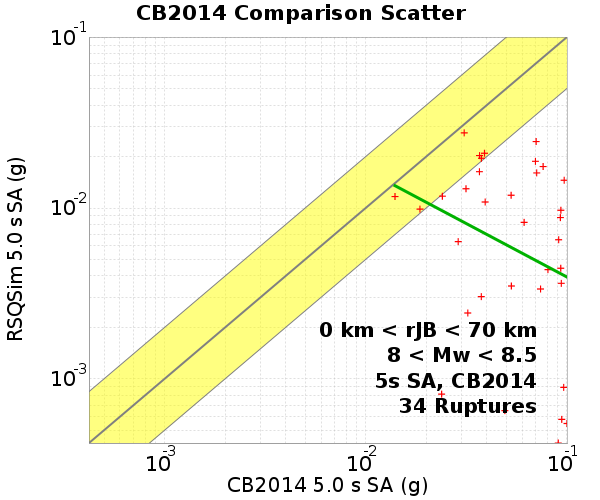 CB2014 Comparison Scatter
10-1
10-2
10-3
RSQSim 5.0 s SA (g)
0 km < rJB < 70 km
8 < Mw < 8.5
5s SA, CB2014
34 Ruptures
10-3 10-2 10-1
CB2014 5.0 s SA (g)